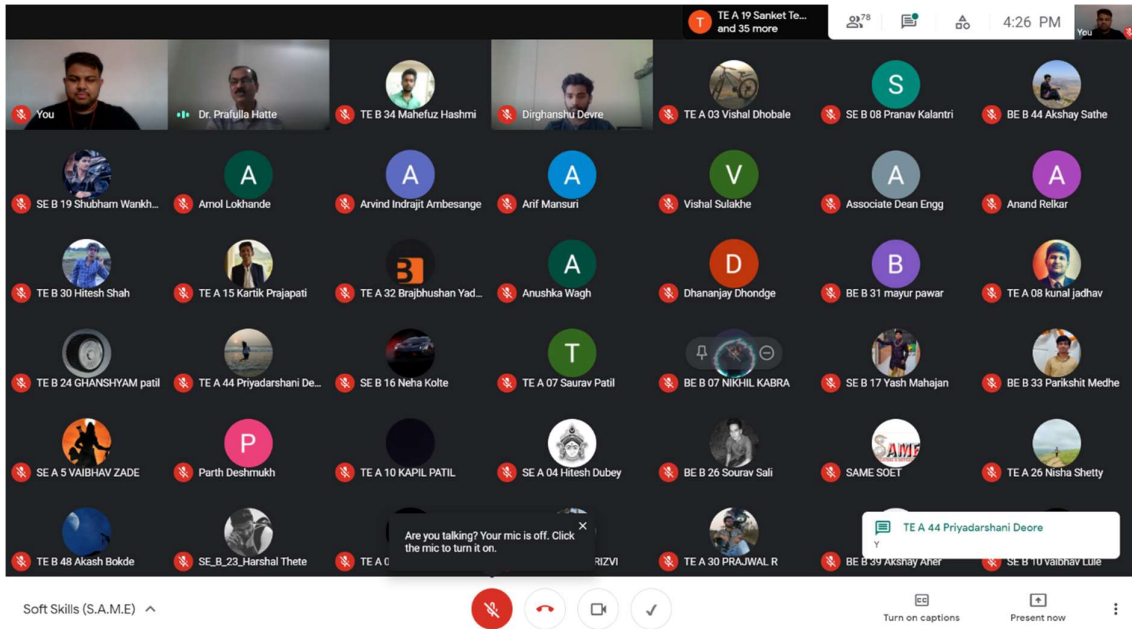 TE A 19 Sanket Te...
and 35 more
T
78
4:26 PM
You
You
Dr. Prafulla Hatte
TE B 34 Mahefuz Hashmi
Dirghanshu Devre
TE A 03 Vishal Dhobale
S
SE B 08 Pranav Kalantri
BE B 44 Akshay Sathe
SE B 19 Shubham Wankh...
A
Amol Lokhande
A
Arvind Indrajit Ambesange
A
Arif Mansuri
V
Vishal Sulakhe
A
Associate Dean Engg
A
Anand Relkar
TE B 30 Hitesh Shah
TE A 15 Kartik Prajapati
TE A 32 Brajbhushan Yad...
A
Anushka Wagh
D
Dhananjay Dhondge
B
BE B 31 mayur pawar
TE A 08 kunal jadhav
TE B 24 GHANSHYAM patil
TE A 44 Priyadarshani De...
SE B 16 Neha Kolte
T
TE A 07 Saurav Patil
BE B 07 NIKHIL KABRA
SE B 17 Yash Mahajan
BE B 33 Parikshit Medhe
SE A 5 VAIBHAV ZADE
P
Parth Deshmukh
TE A 10 KAPIL PATIL
SE A 04 Hitesh Dubey
BE B 26 Sourav Sali
SAME
SAME SOET
TE A 26 Nisha Shetty
TE B 48 Akash Bokde
SE_B_23_Harshal Thete
TE A 0
Are you talking? Your mic is off. Click
the mic to turn it on.
RIZVI
TE A 30 PRAJWAL R
TE A 44 Priyadarshani Deore
Y
BE B 39 Akshay Aher
SE B 10 Vaibhav Lule
Soft Skills (S.A.M.E)
CC
Turn on captions
Present now